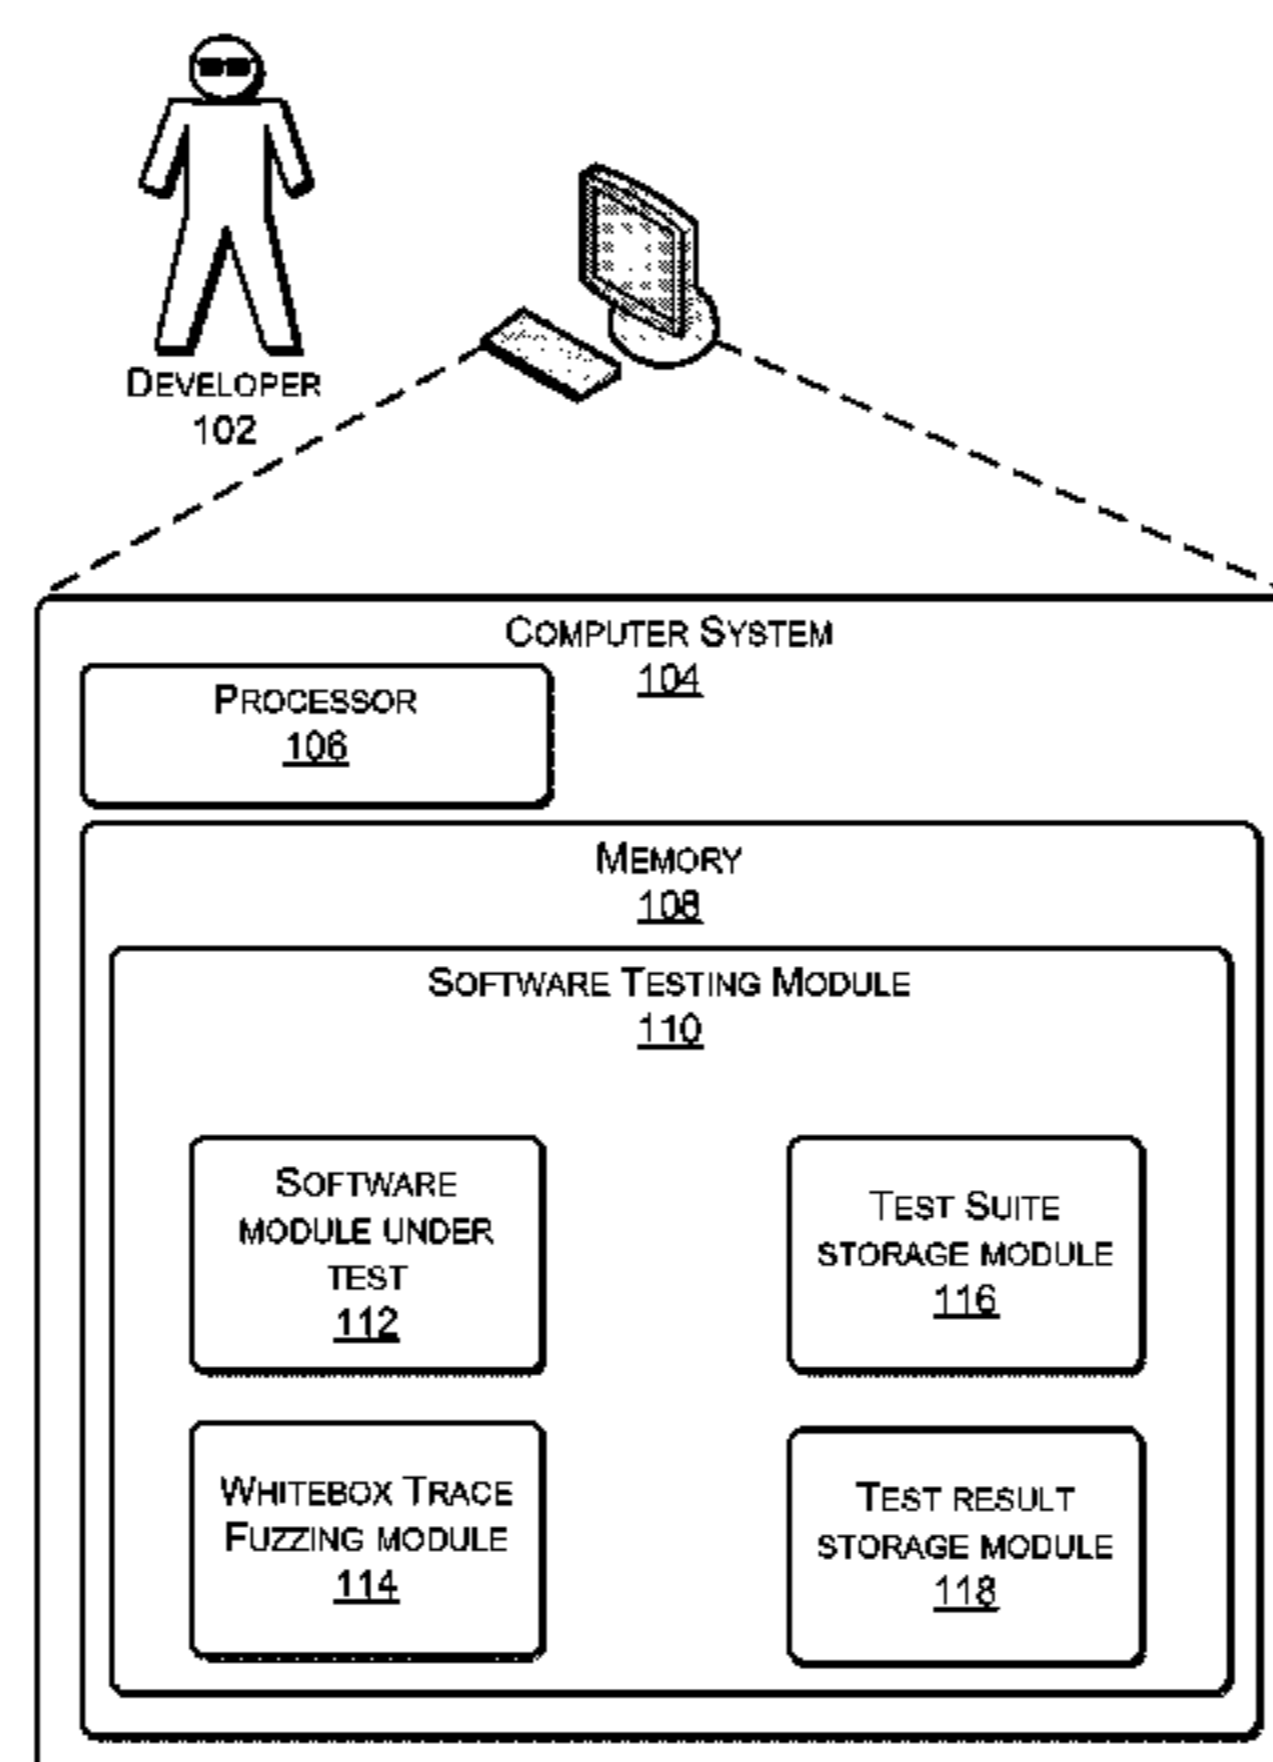 DEVELOPER
102
COMPUTER SYSTEM
104
PROCESSOR
106
MEMORY
108
SOFTWARE TESTING MODULE
110
SOFTWARE
MODULE UNDER
TEST
112
TEST SUITE
STORAGE MODULE
116
WHITEBOX TRACE
FUZZING MODULE
114
TEST RESULT
STORAGE MODULE
118